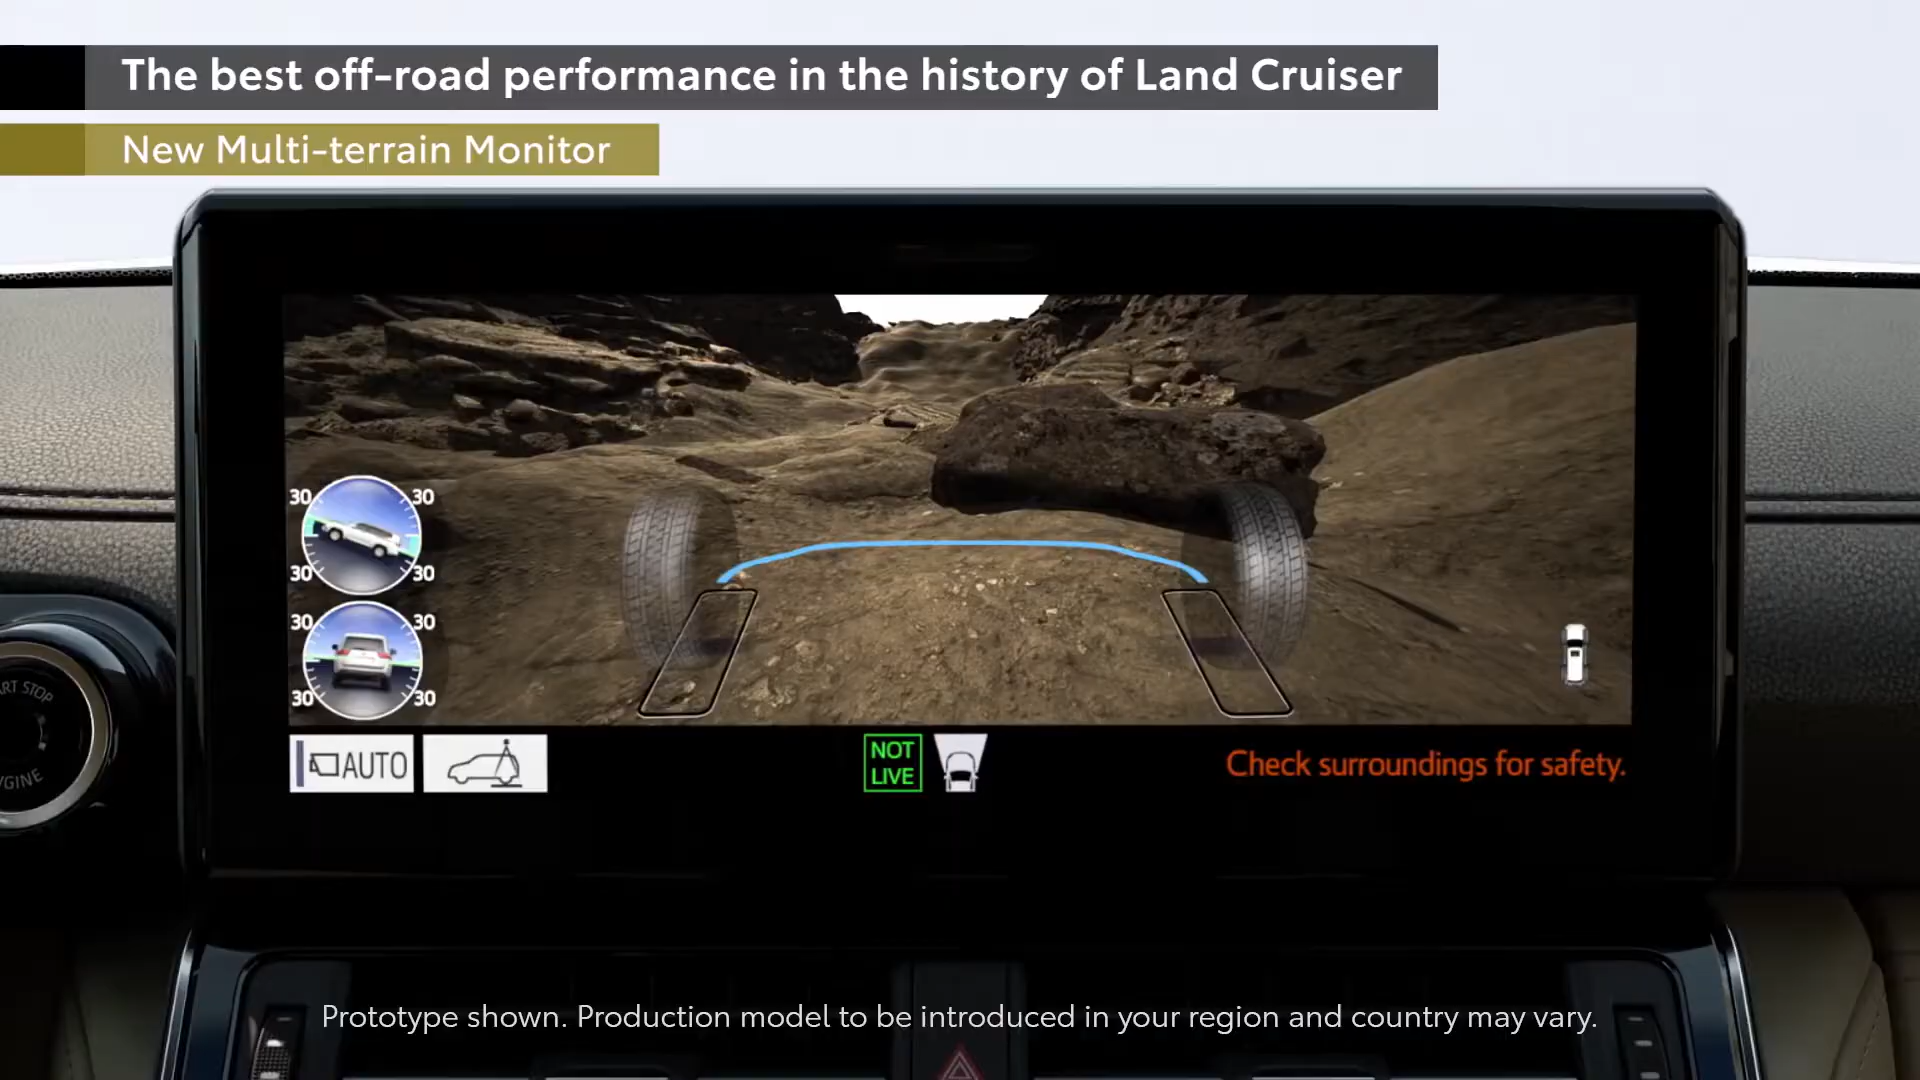 The best off-road performance in the history of Land Cruiser
New Multi-terrain Monitor
30 30
30 30
30 30
30 30
AUTO
NOT
LIVE
Check surroundings for safety.
STOP
Prototype shown. Production model to be introduced in your region and country may vary.